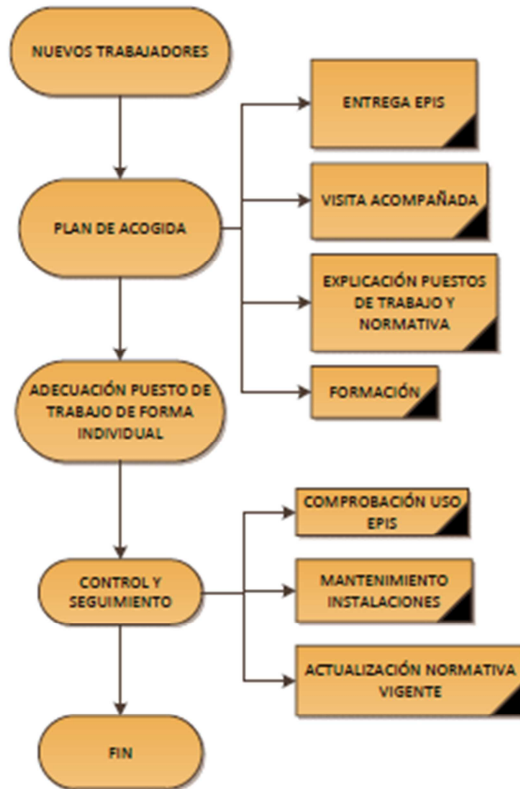 NUEVOS TRABAJADORES
ENTREGA EPIS
VISITA ACOMPAÑADA
PLAN DE ACOGIDA
EXPLICACIÓN PUESTOS
DE TRABAJO Y
NORMATIVA
FORMACIÓN
ADECUACIÓN PUESTO DE
TRABAJO DE FORMA
INDIVIDUAL
COMPROBACIÓN USO
EPIS
CONTROL Y
SEGUIMIENTO
MANTENIMIENTO
INSTALACIONES
ACTUALIZACIÓN NORMATIVA
VIGENTE
FIN